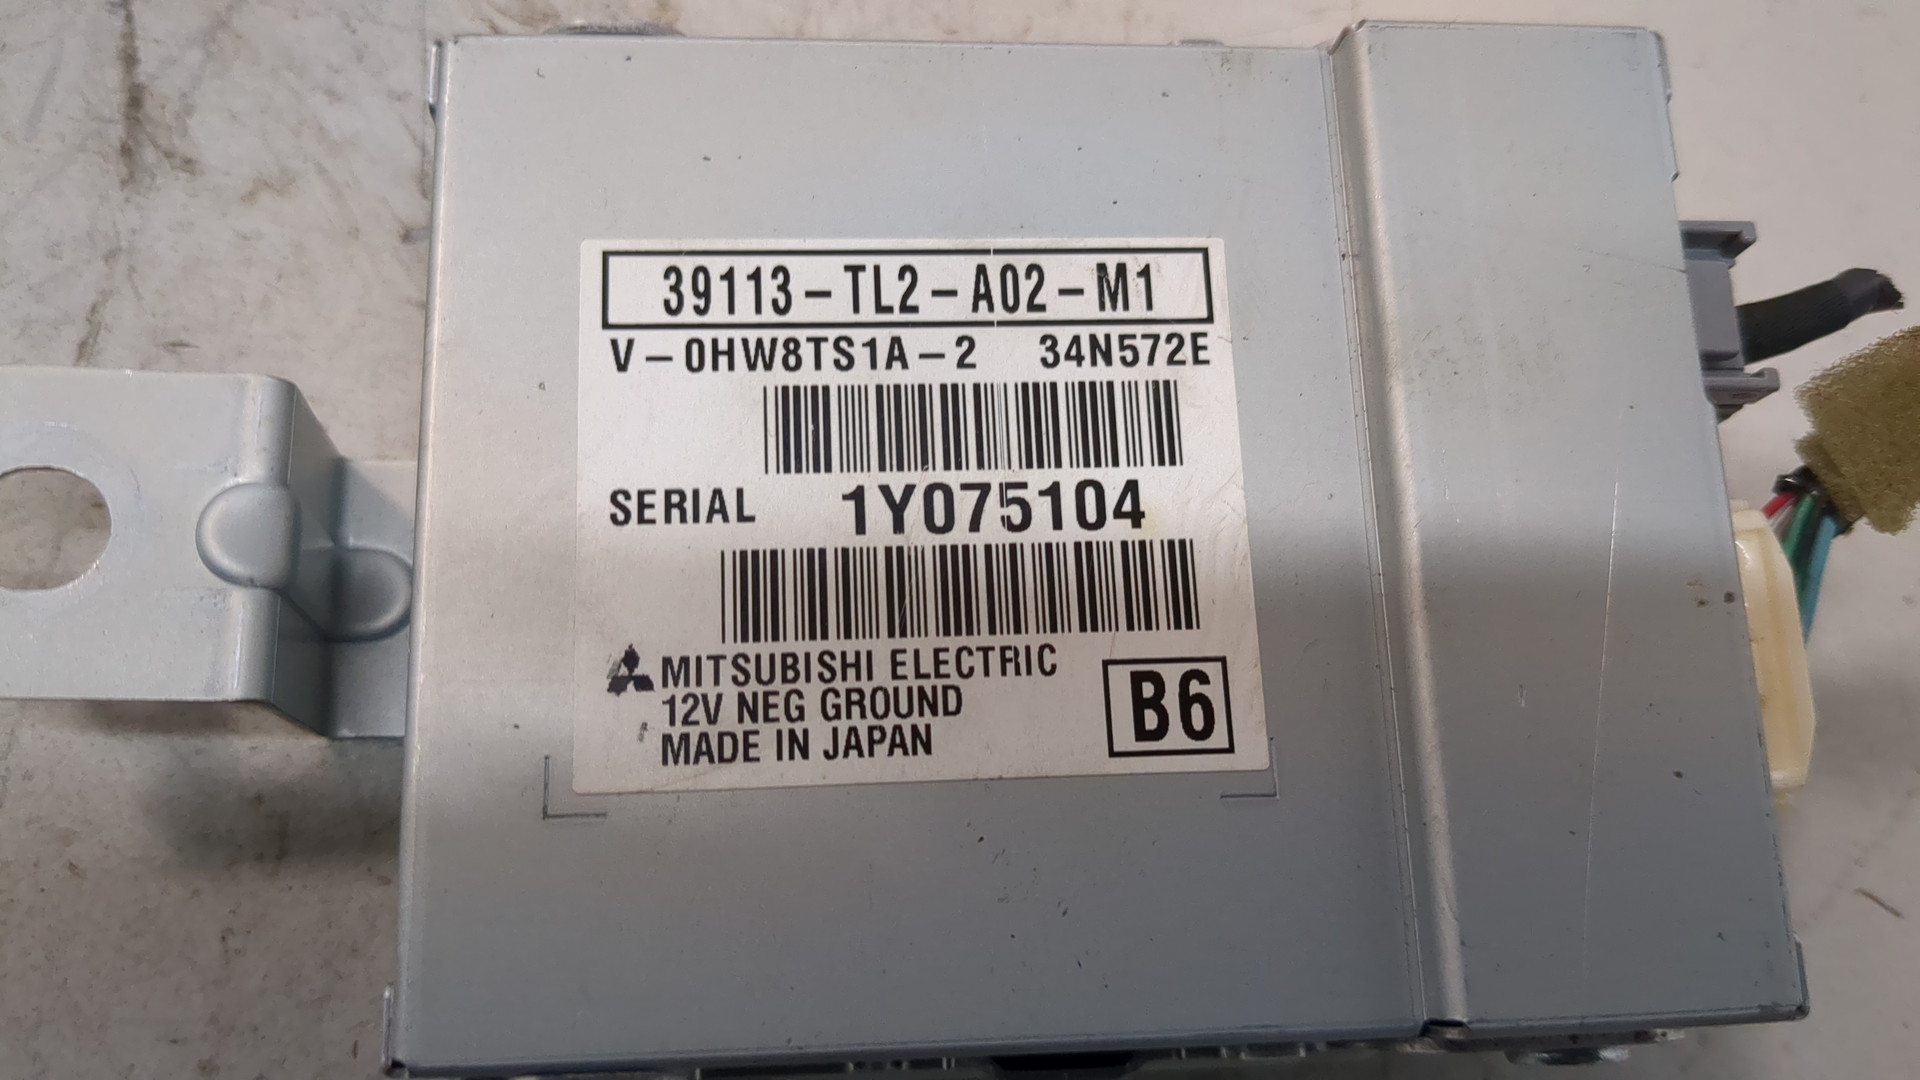 39113-TL2-A02-M1
V-0HW8TS1A-2 34N572E
SERIAL 1Y075104
MITSUBISHI ELECTRIC
12V NEG GROUND
MADE IN JAPAN
B6